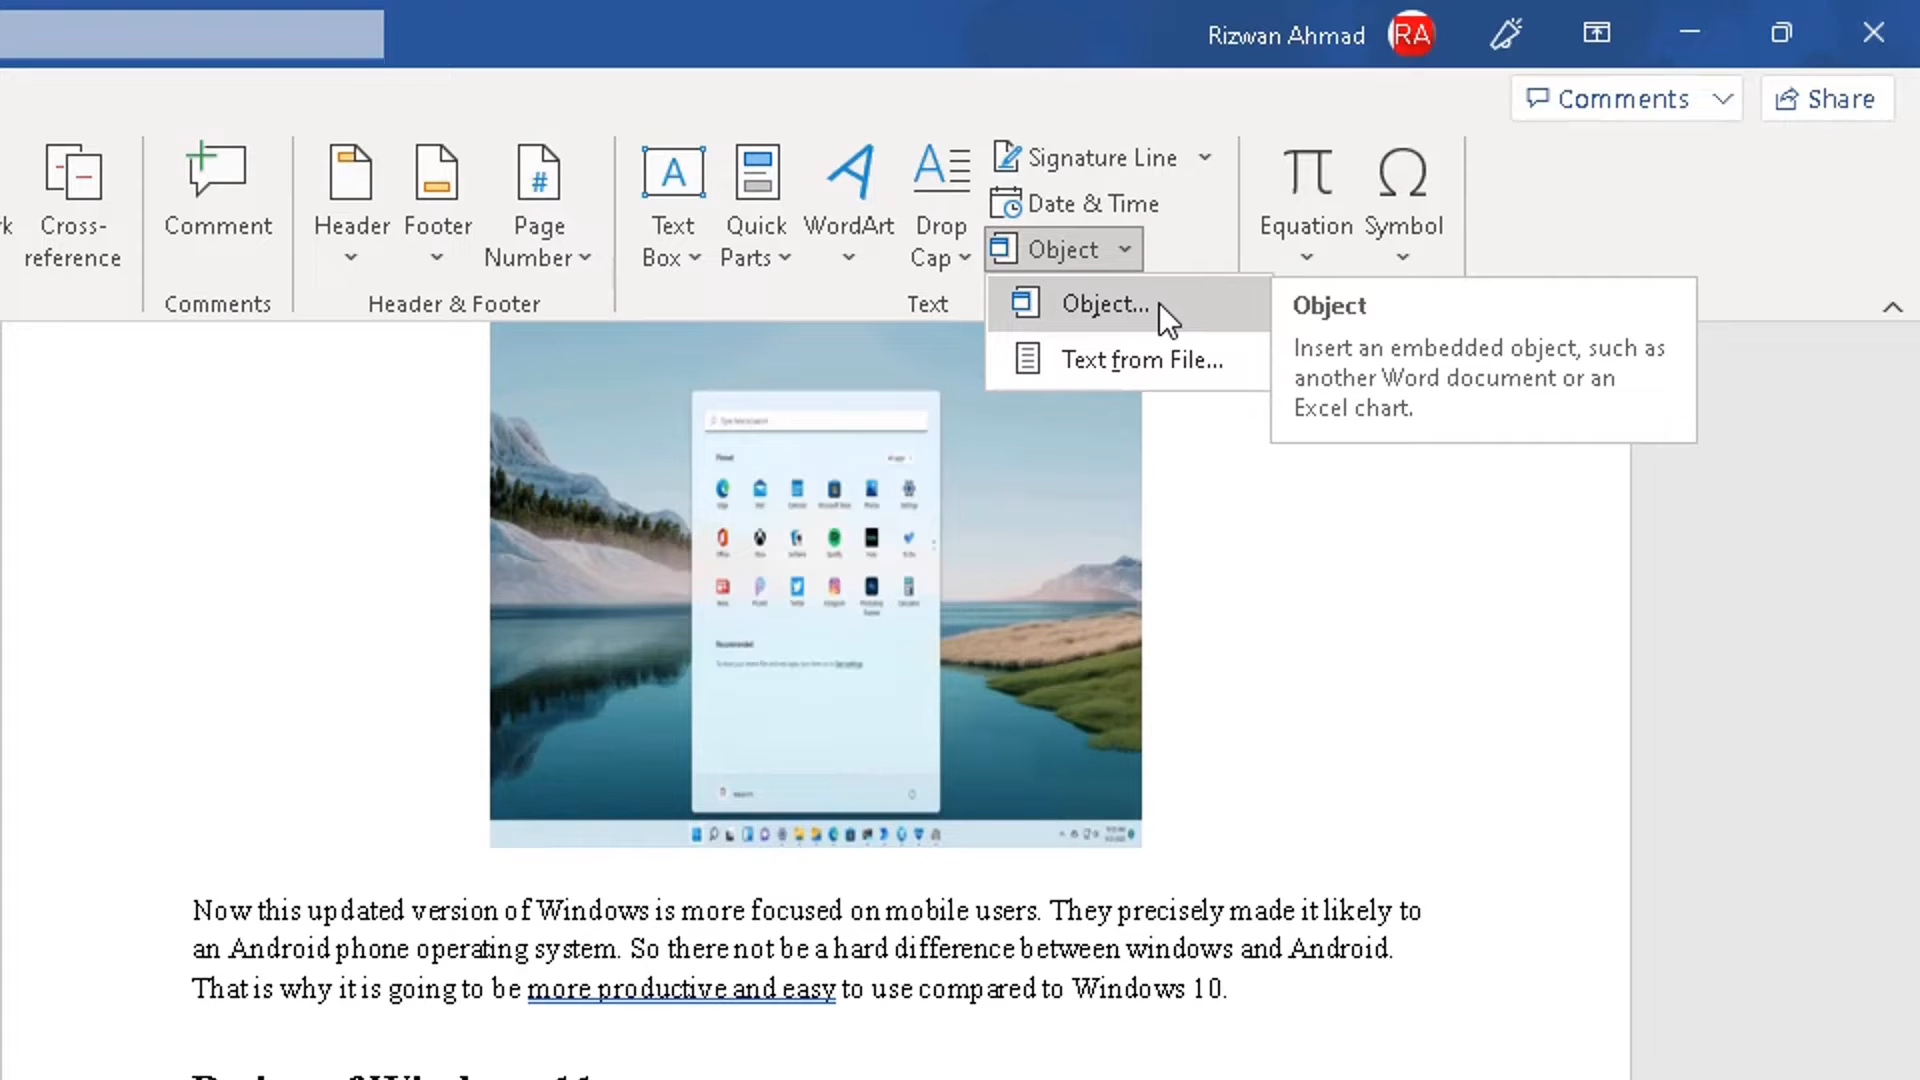 Rizwan Ahmad RA
Comments Share
Cross-
reference
Comment
Header
Footer
Page
Number
Text
Box
Quick
Parts
WordArt
Drop
Cap
Signature Line
Date & Time
Object
Equation
Symbol
Comments
Header & Footer
Text
Object...
Text from File...
Object
Insert an embedded object, such as
another Word document or an
Excel chart.
Now this updated version of Windows is more focused on mobile users. They precisely made it likely to
an Android phone operating system. So there not be a hard difference between windows and Android.
That is why it is going to be more productive and easy to use compared to Windows 10.